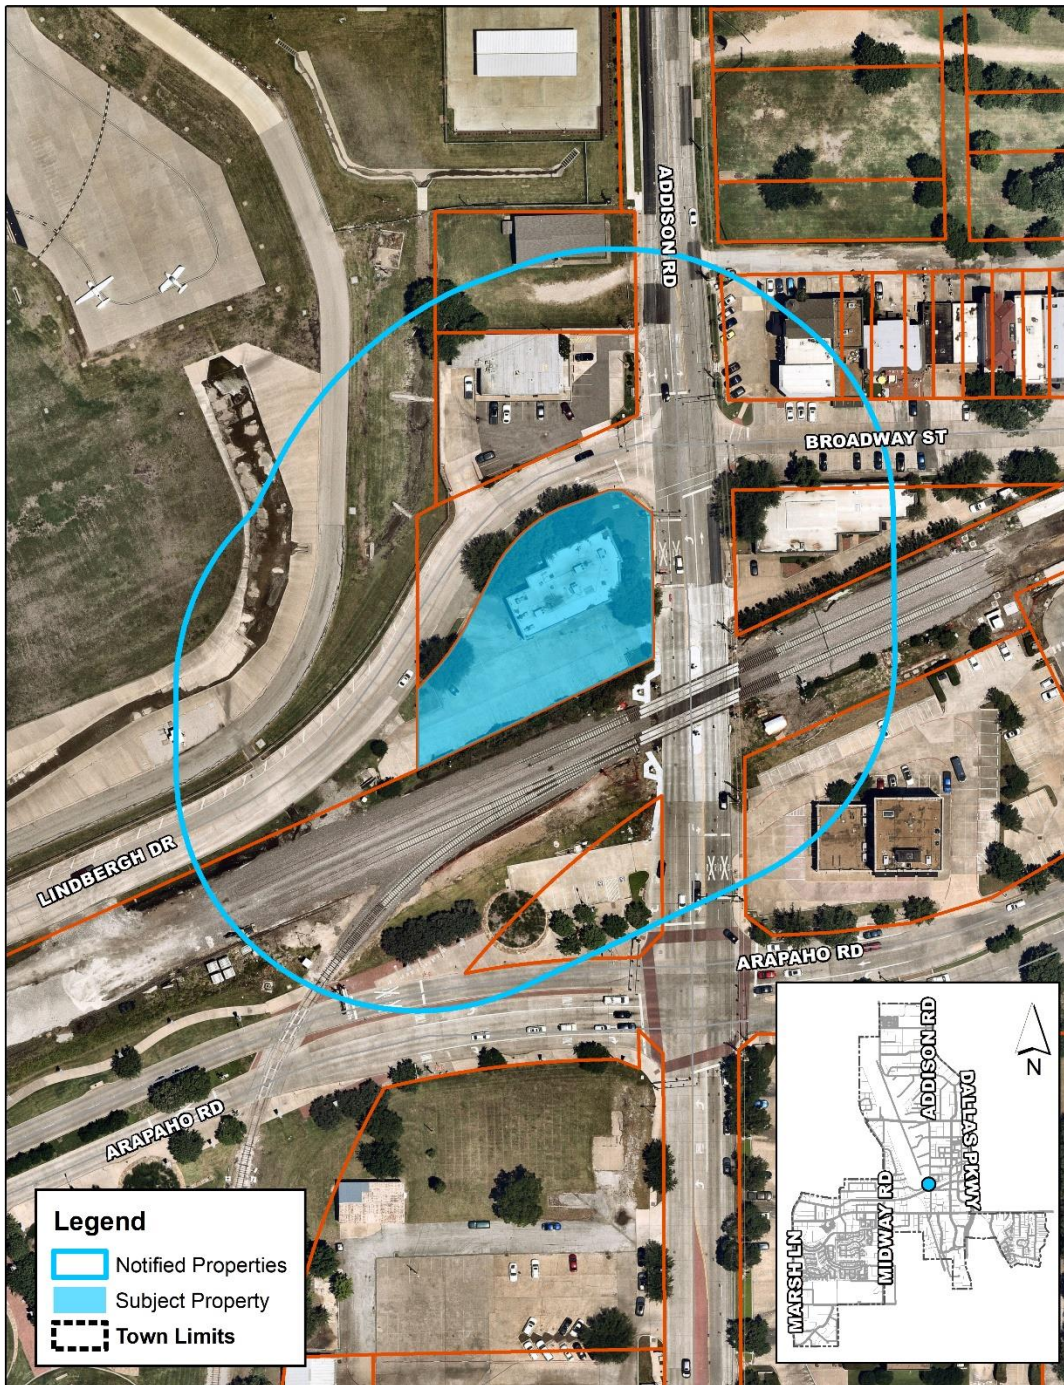 ADDISON RD
BROADWAY ST
LINDBERGH DR
ARAPAHO RD
ARAPAHO RD
Legend
Notified Properties
Subject Property
Town Limits
ADDISON RD
DALLAS PKWY
MIDWAY RD
MARSH LN
N